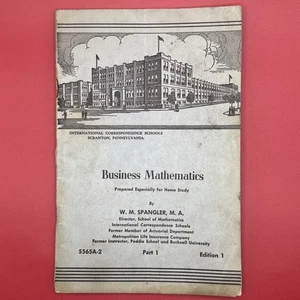 INTERNATIONAL CORRESPONDENCE SCHOOLS
SCRANTON, PENNSYLVANIA
Business Mathematics
Prepared Especially for Home Study
By
W. M. SPANGLER, M. A.
Director, School of Mathematics
International Correspondence Schools
Former Member of Actuarial Department
Metropolitan Life Insurance Company
Former Instructor, Peddie School and Bucknell University
5565A-2 Part 1 Edition 1